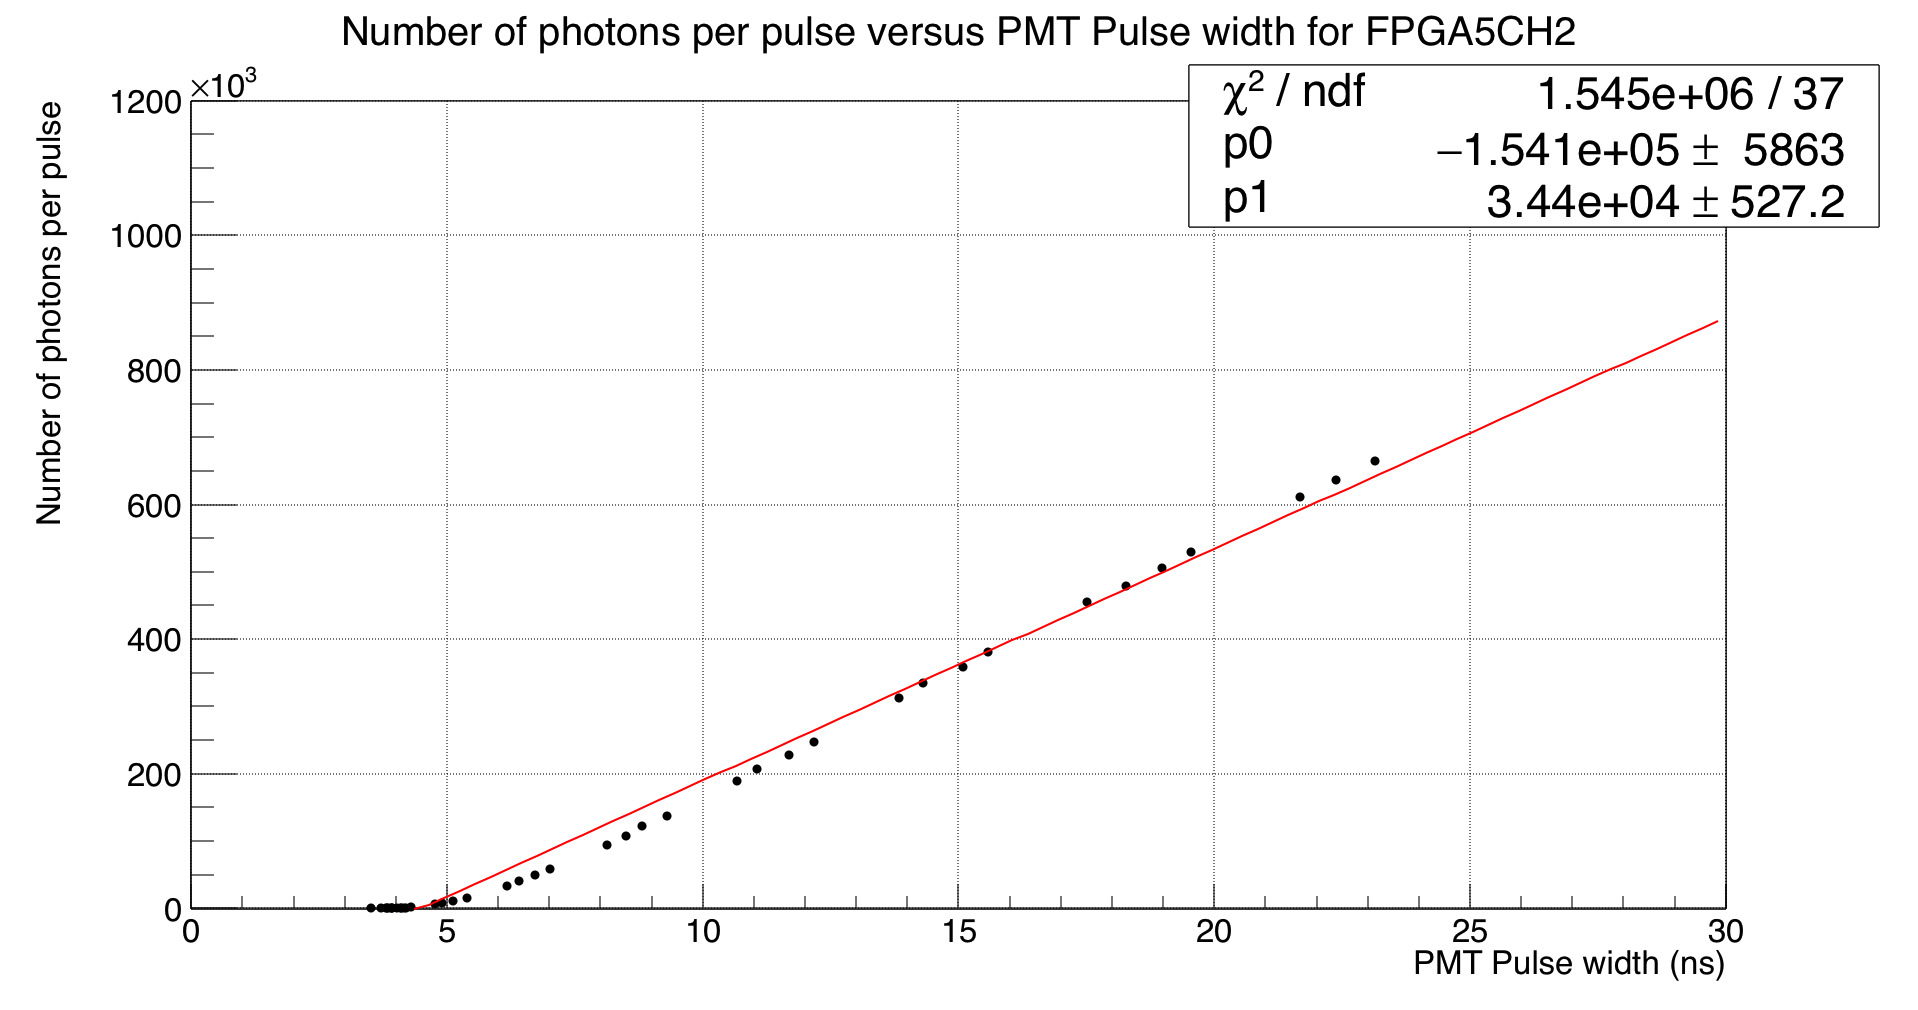 Number of photons per pulse versus PMT Pulse width for FPGA5CH2
×10³
χ² / ndf 1.545e+06 / 37
p0 −1.541e+05 ± 5863
p1 3.44e+04 ± 527.2
Number of photons per pulse
1200
1000
800
600
400
200
0
0 5 10 15 20 25 30
PMT Pulse width (ns)